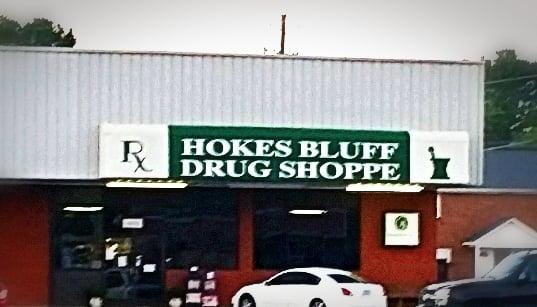 Rx
HOKES BLUFF
DRUG SHOPPE